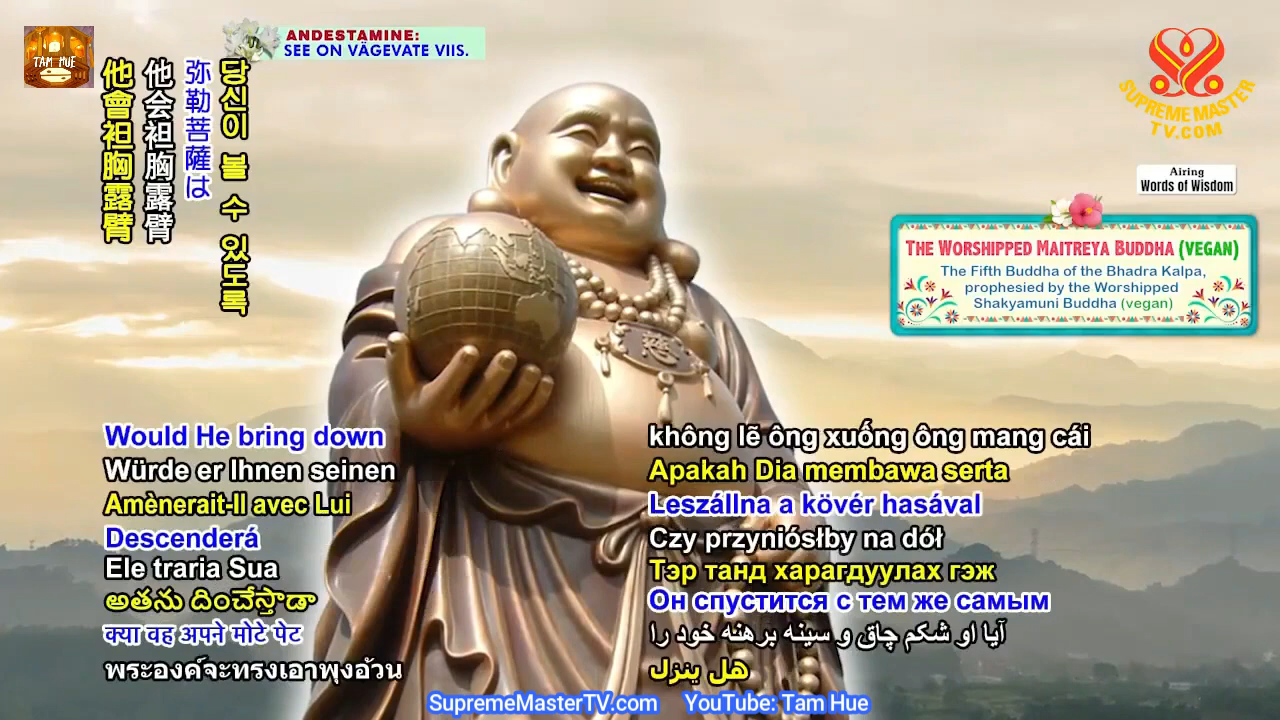 TAM HUE
ANDESTAMINE:
SEE ON VÄGEVATE VIIS.
당신이 볼 수 있도록
弥勒菩薩は
他会袒胸露臂
他會袒胸露臂
SUPREME MASTER
TV.COM
Airing
Words of Wisdom
THE WORSHIPPED MAITREYA BUDDHA (VEGAN)
The Fifth Buddha of the Bhadra Kalpa,
prophesied by the Worshipped
Shakyamuni Buddha (vegan)
Would He bring down
Würde er Ihnen seinen
Amènerait-Il avec Lui
Descenderá
Ele traria Sua
అతను దించేస్తాడా
क्या वह अपने मोटे पेट
พระองค์จะทรงเอาพุงอ้วน
không lẽ ông xuống ông mang cái
Apakah Dia membawa serta
Leszállna a kövér hasával
Czy przyniósłby na dół
Тэр танд харагдуулах гэж
Он спустится с тем же самым
آیا او شکم چاق و سینه برهنه خود را
هل ينزل
SupremeMasterTV.com YouTube: Tam Hue